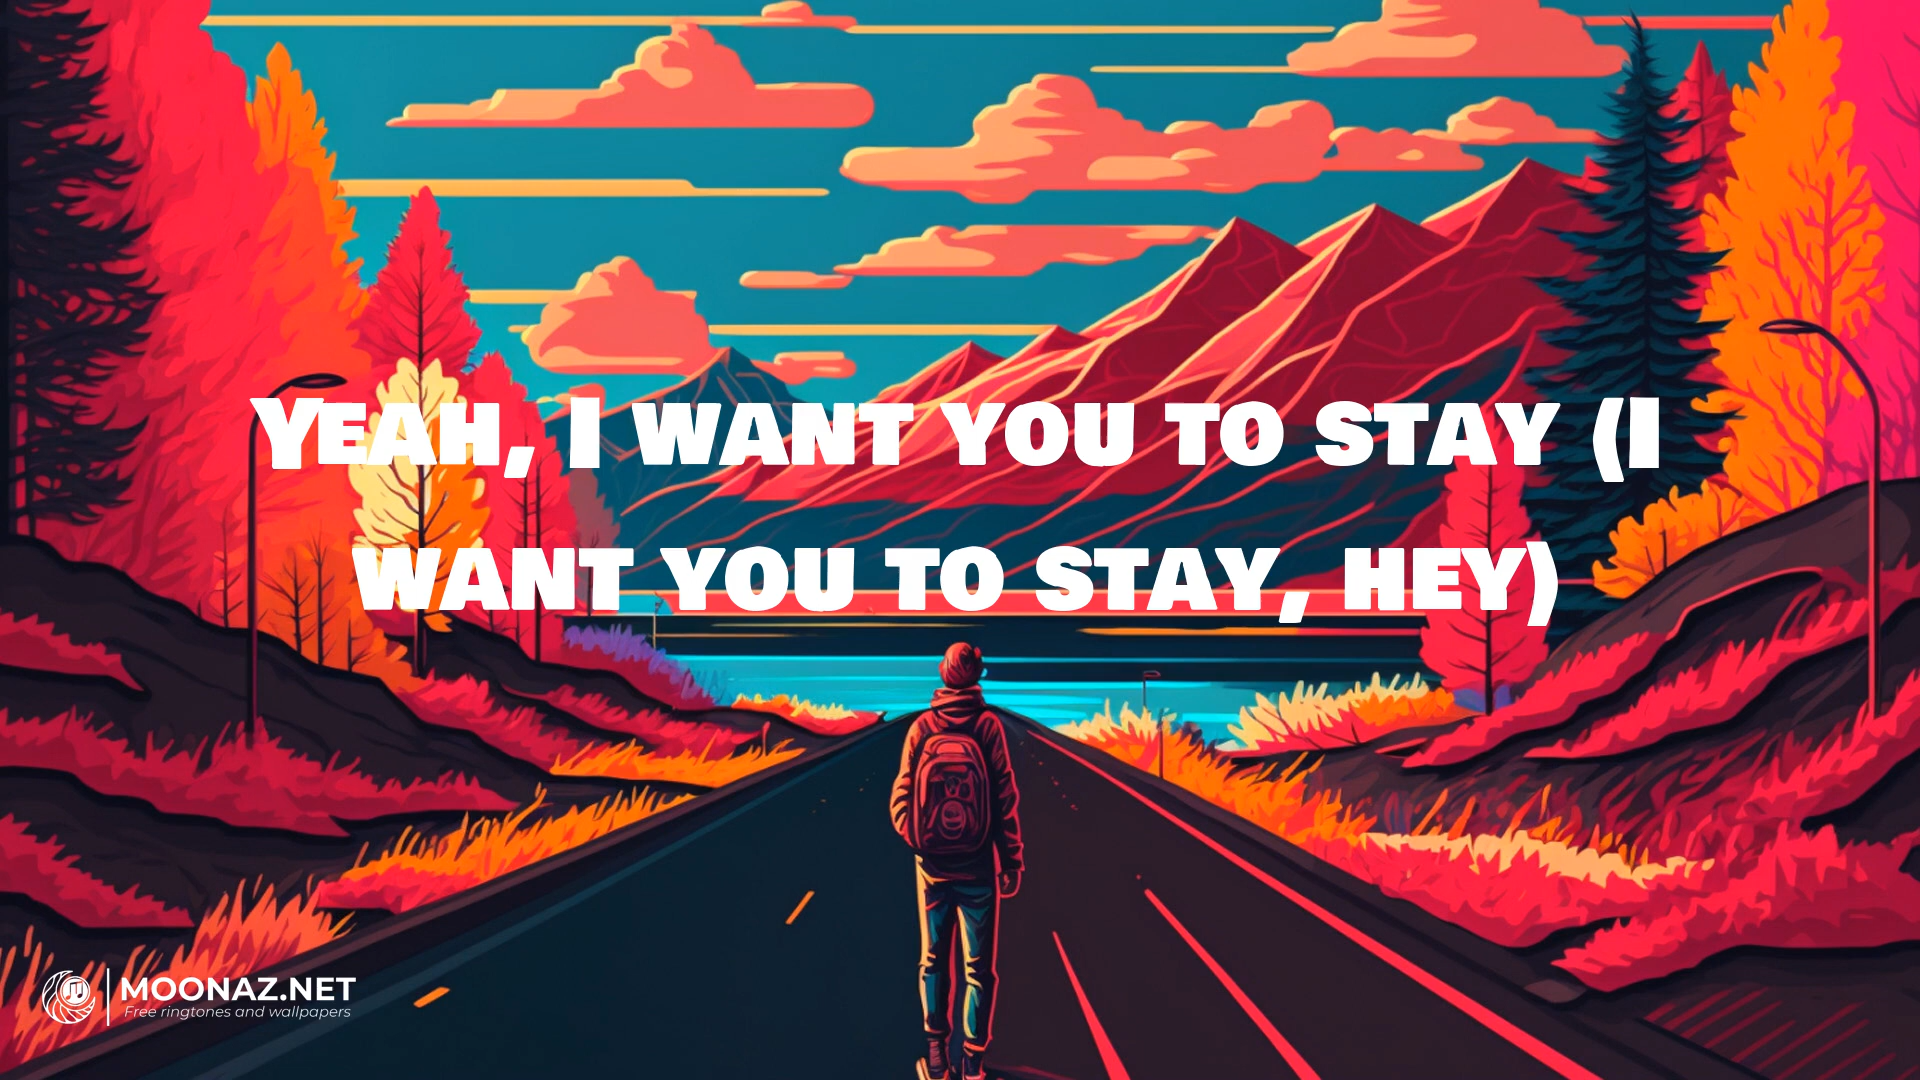 Yeah, I want you to stay (I
want you to stay, hey)
MOONAZ.NET
Free ringtones and wallpapers